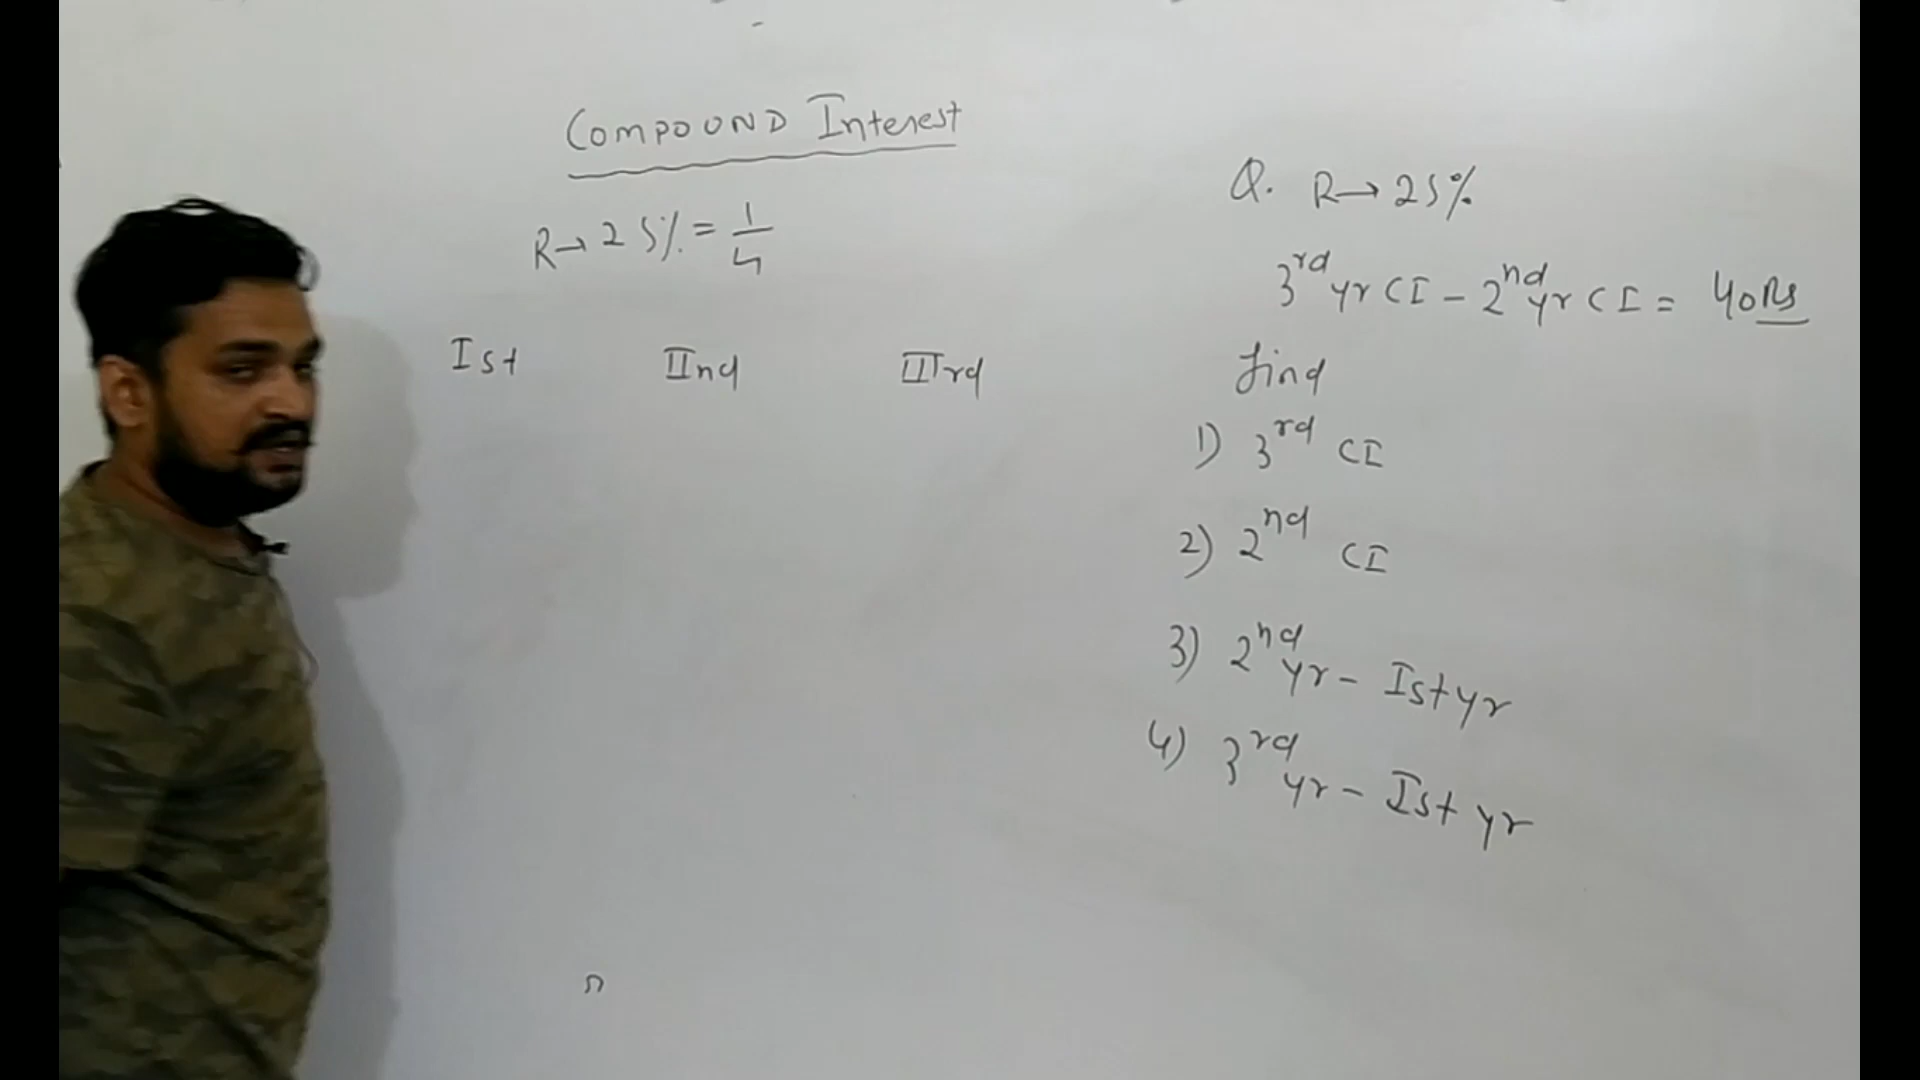 Compound Interest
R→25% = 1/4
Ist IInd IIIrd
Q. R→25%
3rd yr CI - 2nd yr CI = 40Rs
find
1) 3rd CI
2) 2nd CI
3) 2nd yr - Ist yr
4) 3rd yr - Ist yr